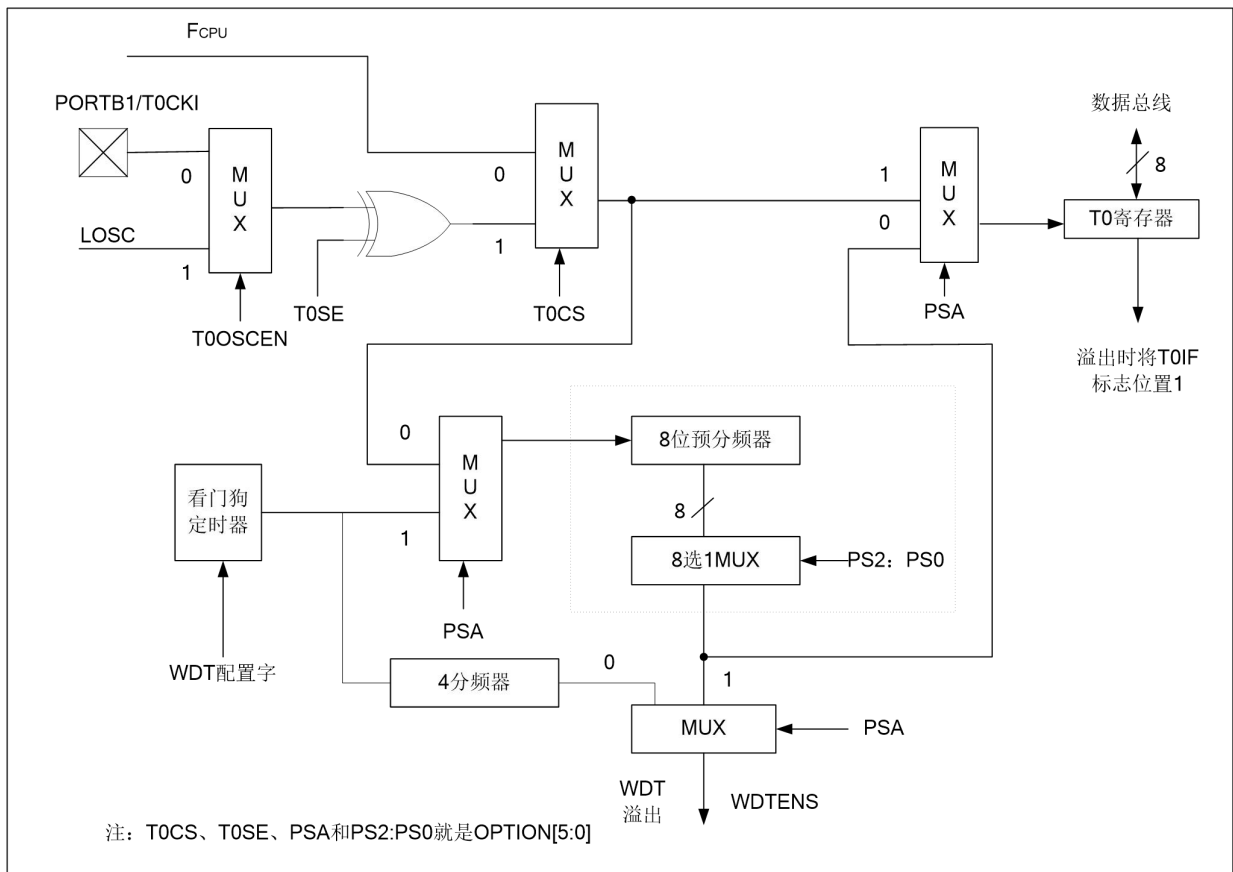 FCPU
PORTB1/T0CKI
数据总线
M
U
X
M
U
X
M
U
X
0
0
1
8
LOSC
1
1
0
T0寄存器
T0OSCEN
T0SE
T0CS
PSA
溢出时将T0IF
标志位置1
0
M
U
X
8位预分频器
看门狗
定时器
1
8
8选1MUX
PS2：PS0
PSA
WDT配置字
4分频器
0
1
MUX
PSA
WDT
溢出
WDTENS
注：T0CS、T0SE、PSA和PS2:PS0就是OPTION[5:0]